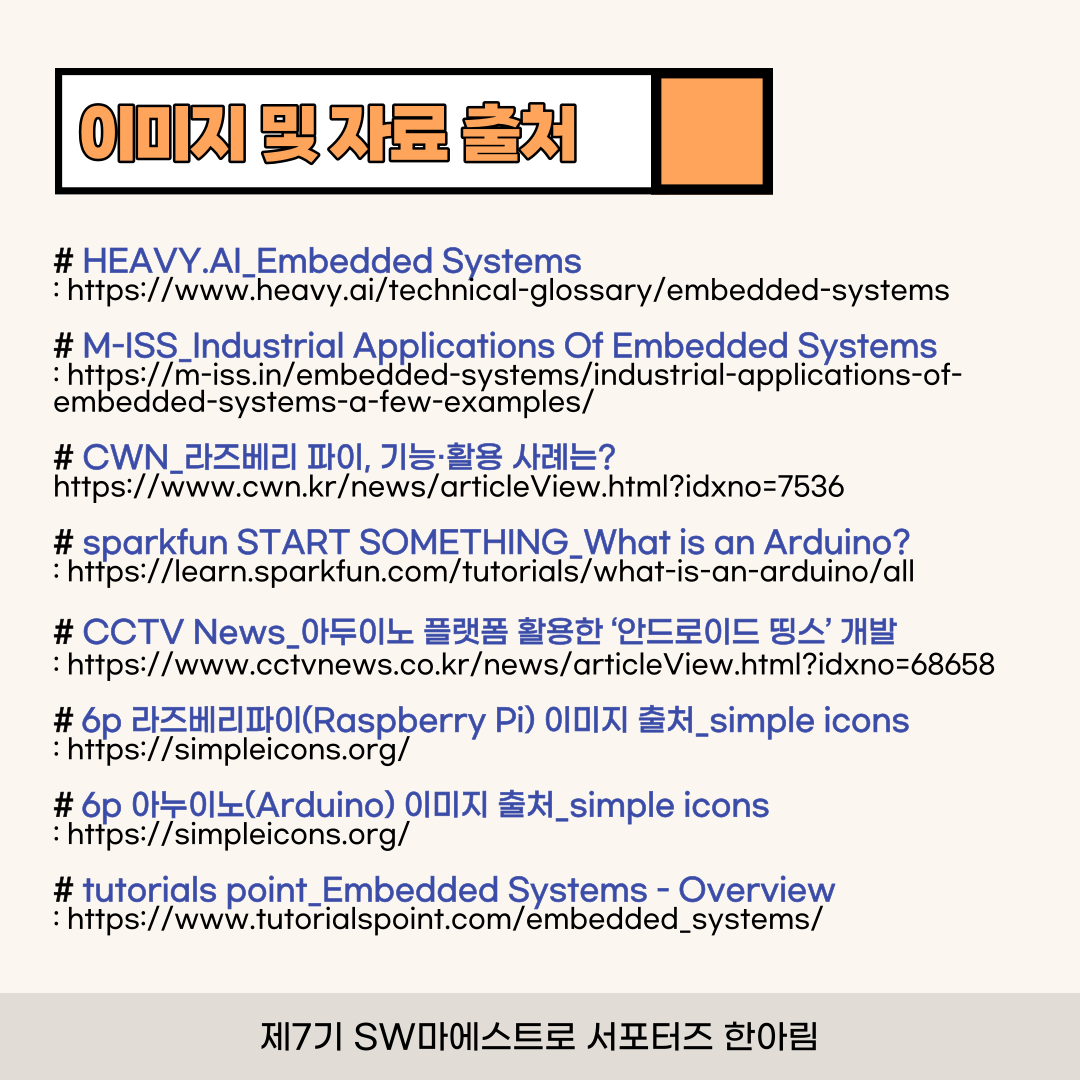 이미지 및 자료 출처
# HEAVY.AI_Embedded Systems
: https://www.heavy.ai/technical-glossary/embedded-systems
# M-ISS_Industrial Applications Of Embedded Systems
: https://m-iss.in/embedded-systems/industrial-applications-of-
embedded-systems-a-few-examples/
# CWN_라즈베리 파이, 기능·활용 사례는?
https://www.cwn.kr/news/articleView.html?idxno=7536
# sparkfun START SOMETHING_What is an Arduino?
: https://learn.sparkfun.com/tutorials/what-is-an-arduino/all
# CCTV News_아두이노 플랫폼 활용한 ‘안드로이드 띵스’ 개발
: https://www.cctvnews.co.kr/news/articleView.html?idxno=68658
# 6p 라즈베리파이(Raspberry Pi) 이미지 출처_simple icons
: https://simpleicons.org/
# 6p 아누이노(Arduino) 이미지 출처_simple icons
: https://simpleicons.org/
# tutorials point_Embedded Systems - Overview
: https://www.tutorialspoint.com/embedded_systems/
제7기 SW마에스트로 서포터즈 한아림